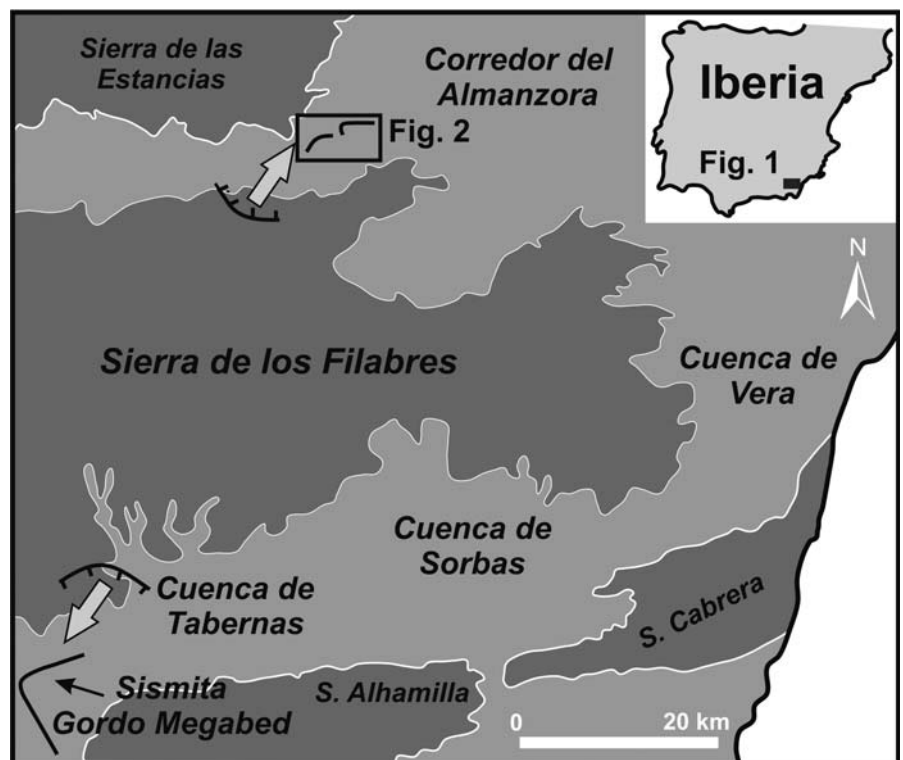 Sierra de las
Estancias
Corredor del
Almanzora
Iberia
Fig. 1
Fig. 2
N
Sierra de los Filabres
Cuenca de
Vera
Cuenca de
Sorbas
Cuenca de
Tabernas
S. Cabrera
Sismita
Gordo Megabed
S. Alhamilla
0 20 km